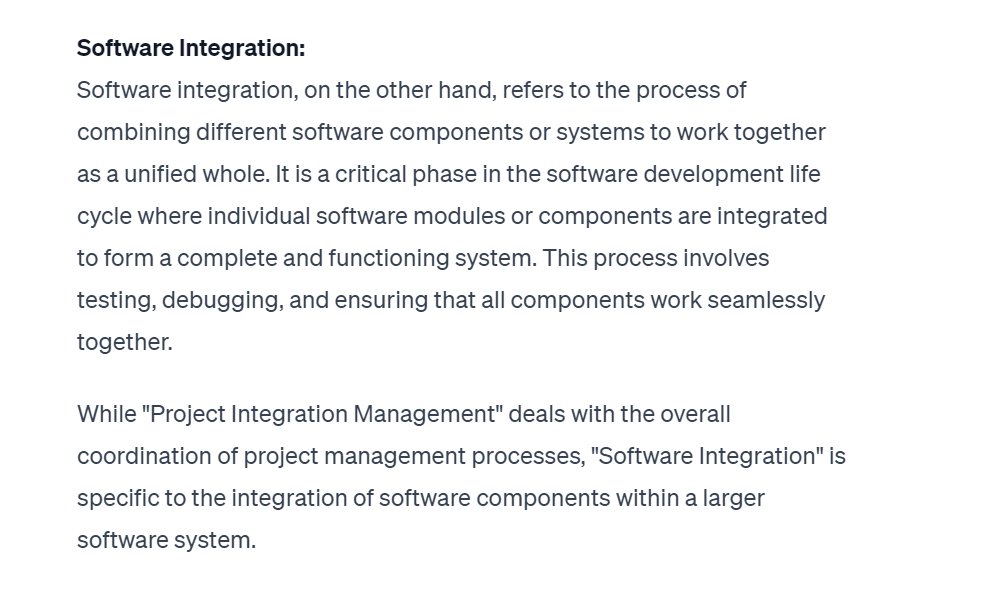 Software Integration:
Software integration, on the other hand, refers to the process of
combining different software components or systems to work together
as a unified whole. It is a critical phase in the software development life
cycle where individual software modules or components are integrated
to form a complete and functioning system. This process involves
testing, debugging, and ensuring that all components work seamlessly
together.
While "Project Integration Management" deals with the overall
coordination of project management processes, "Software Integration" is
specific to the integration of software components within a larger
software system.